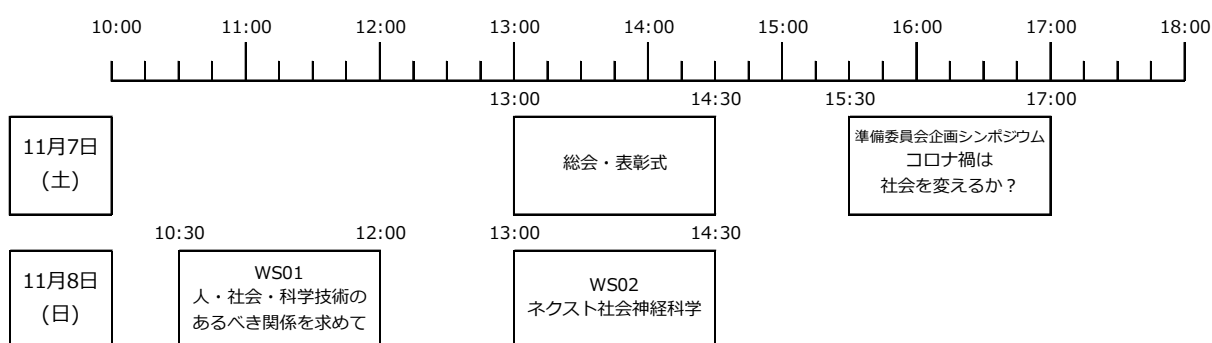 10:00 11:00 12:00 13:00 14:00 15:00 16:00 17:00 18:00
13:00 14:30 15:30 17:00
11月7日
(土)
総会・表彰式
準備委員会企画シンポジウム
コロナ禍は
社会を変えるか？
10:30 12:00 13:00 14:30
11月8日
(日)
WS01
人・社会・科学技術の
あるべき関係を求めて
WS02
ネクスト社会神経科学